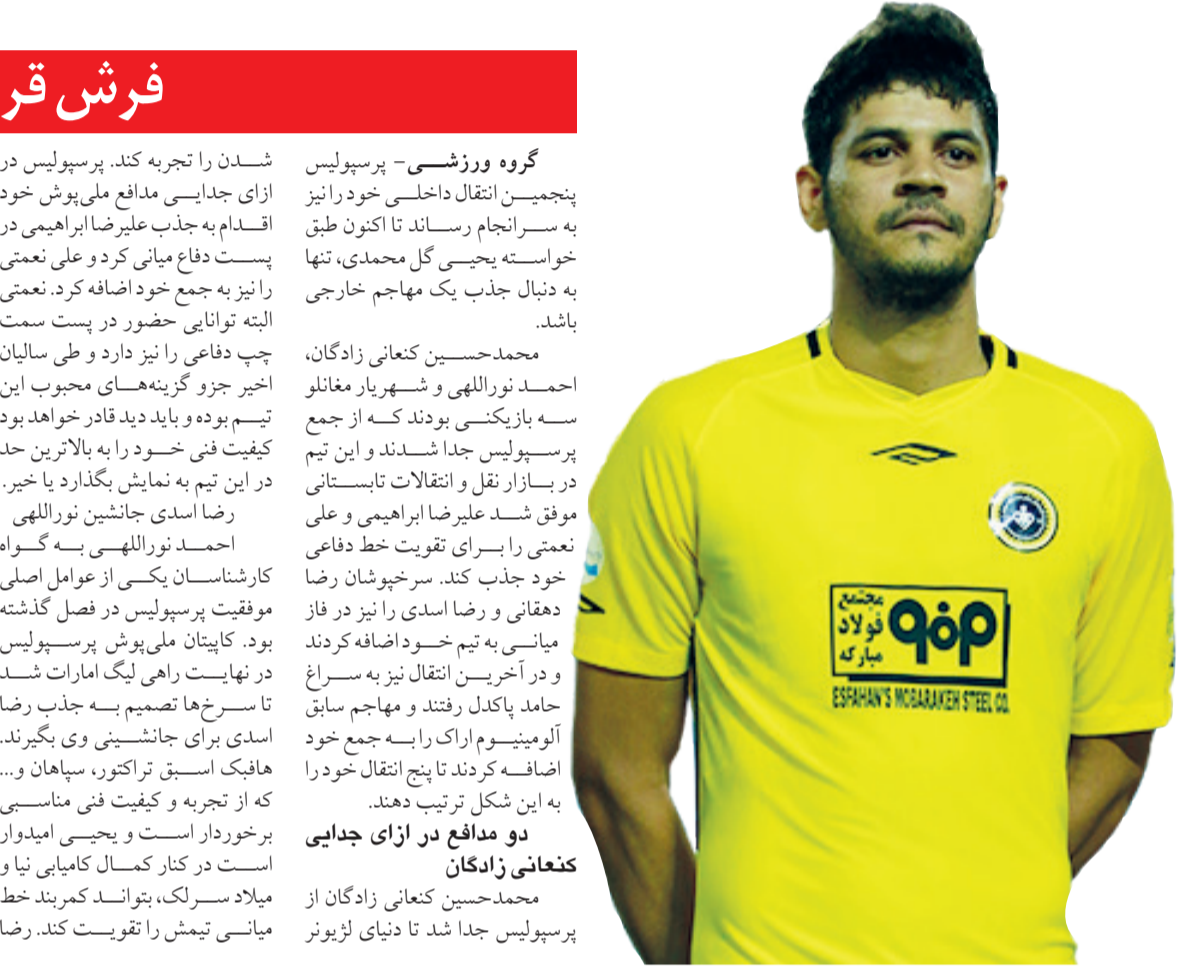 فرش قر
گروه ورزشی- پرسپولیس
پنجمین انتقال داخلی خود را نیز
به سرانجام رساند تا اکنون طبق
خواسته یحیی گل محمدی، تنها
به دنبال جذب یک مهاجم خارجی
باشد.
محمدحسین کنعانی زادگان،
احمد نوراللهی و شهریار مغانلو
سه بازیکنی بودند که از جمع
پرسپولیس جدا شدند و این تیم
در بازار نقل و انتقالات تابستانی
موفق شد علیرضا ابراهیمی و علی
نعمتی را برای تقویت خط دفاعی
خود جذب کند. سرخپوشان رضا
دهقانی و رضا اسدی را نیز در فاز
میانی به تیم خود اضافه کردند
و در آخرین انتقال نیز به سراغ
حامد پاکدل رفتند و مهاجم سابق
آلومینیوم اراک را به جمع خود
اضافه کردند تا پنج انتقال خود را
به این شکل ترتیب دهند.
دو مدافع در ازای جدایی
کنعانی زادگان
محمدحسین کنعانی زادگان از
پرسپولیس جدا شد تا دنیای لژیونر
شدن را تجربه کند. پرسپولیس در
ازای جدایی مدافع ملی‌پوش خود
اقدام به جذب علیرضا ابراهیمی در
پست دفاع میانی کرد و علی نعمتی
را نیز به جمع خود اضافه کرد. نعمتی
البته توانایی حضور در پست سمت
چپ دفاعی را نیز دارد و طی سالیان
اخیر جزو گزینه‌های محبوب این
تیم بوده و باید دید قادر خواهد بود
کیفیت فنی خود را به بالاترین حد
در این تیم به نمایش بگذارد یا خیر.
رضا اسدی جانشین نوراللهی
احمد نوراللهی به گواه
کارشناسان یکی از عوامل اصلی
موفقیت پرسپولیس در فصل گذشته
بود. کاپیتان ملی‌پوش پرسپولیس
در نهایت راهی لیگ امارات شد
تا سرخ‌ها تصمیم به جذب رضا
اسدی برای جانشینی وی بگیرند.
هافبک اسبق تراکتور، سپاهان و...
که از تجربه و کیفیت فنی مناسبی
برخوردار است و یحیی امیدوار
است در کنار کمال کامیابی نیا و
میلاد سرلک، بتواند کمربند خط
میانی تیمش را تقویت کند. رضا
مجتمع
فولاد
مبارکه
ESFAHAN'S MOBARAKEH STEEL CO.